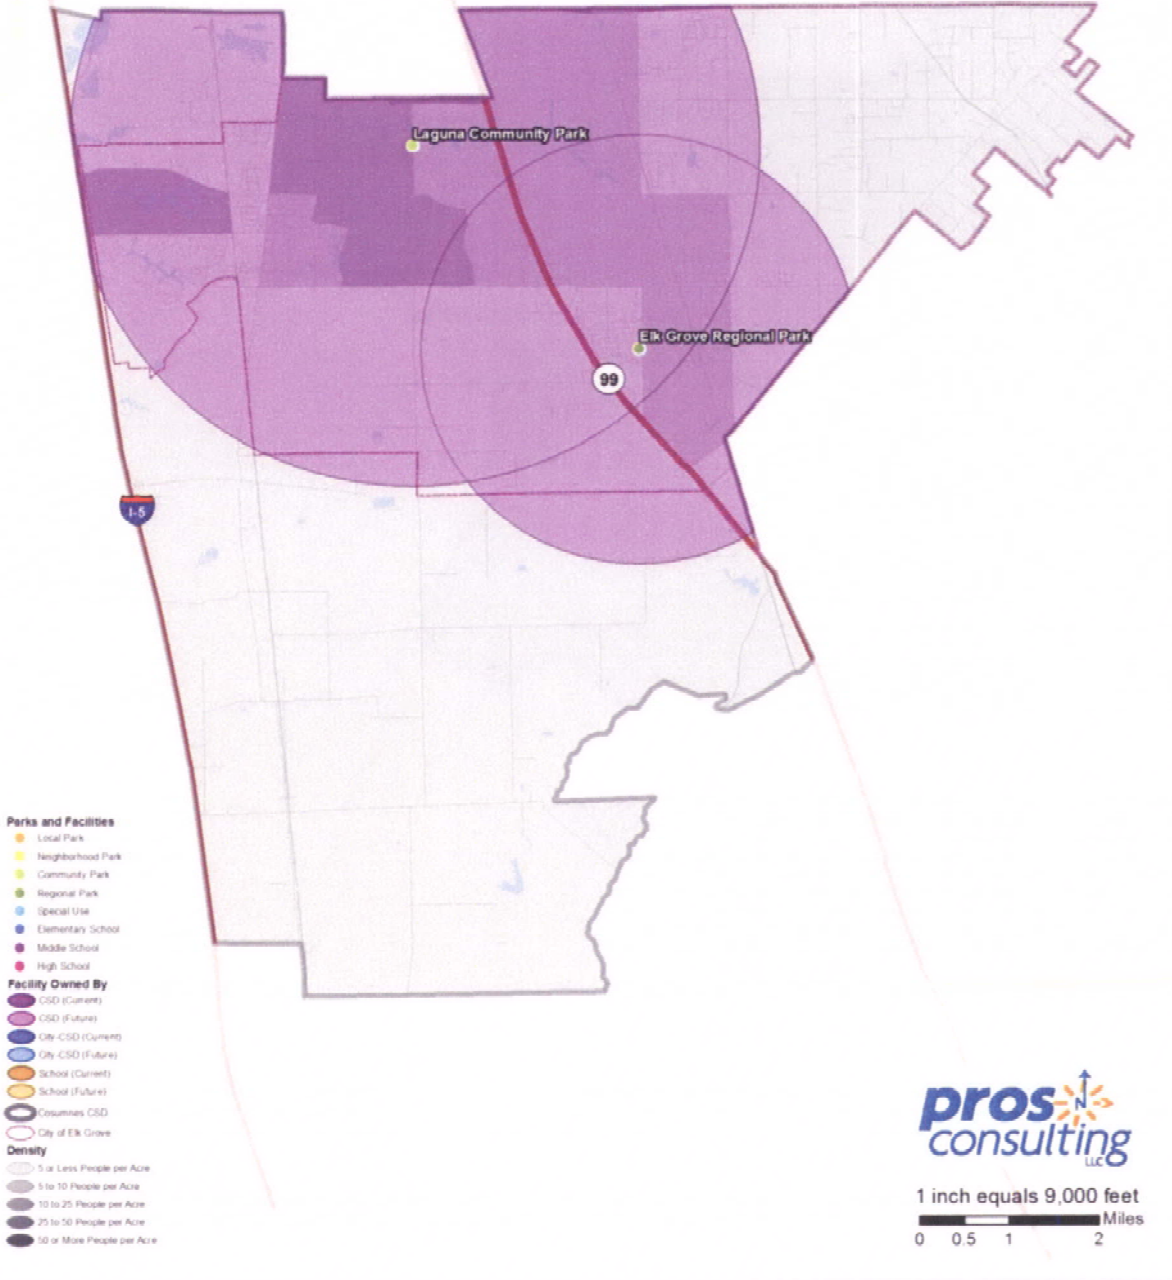 Laguna Community Park
Elk Grove Regional Park
99
I-5
Parks and Facilities
Local Park
Neighborhood Park
Community Park
Regional Park
Special Use
Elementary School
Middle School
High School
Facility Owned By
CSD (Current)
CSD (Future)
City-CSD (Current)
City-CSD (Future)
School (Current)
School (Future)
Cosumnes CSD
City of Elk Grove
Density
5 or Less People per Acre
5 to 10 People per Acre
10 to 25 People per Acre
25 to 50 People per Acre
50 or More People per Acre
pros
N
consulting
LLC
1 inch equals 9,000 feet
Miles
0 0.5 1 2